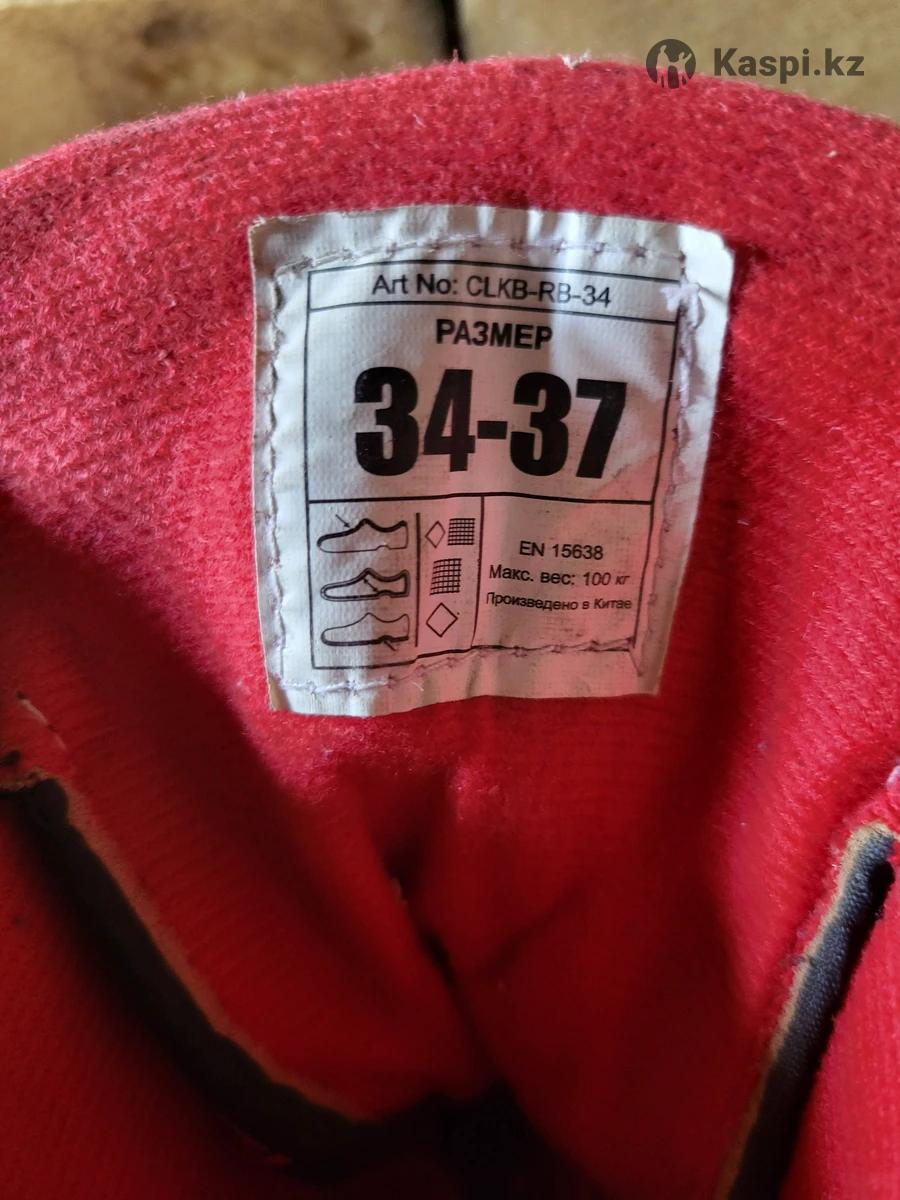 Kaspi.kz
Art No: CLKB-RB-34
РАЗМЕР
34-37
EN 15638
Макс. вес: 100 кг
Произведено в Китае